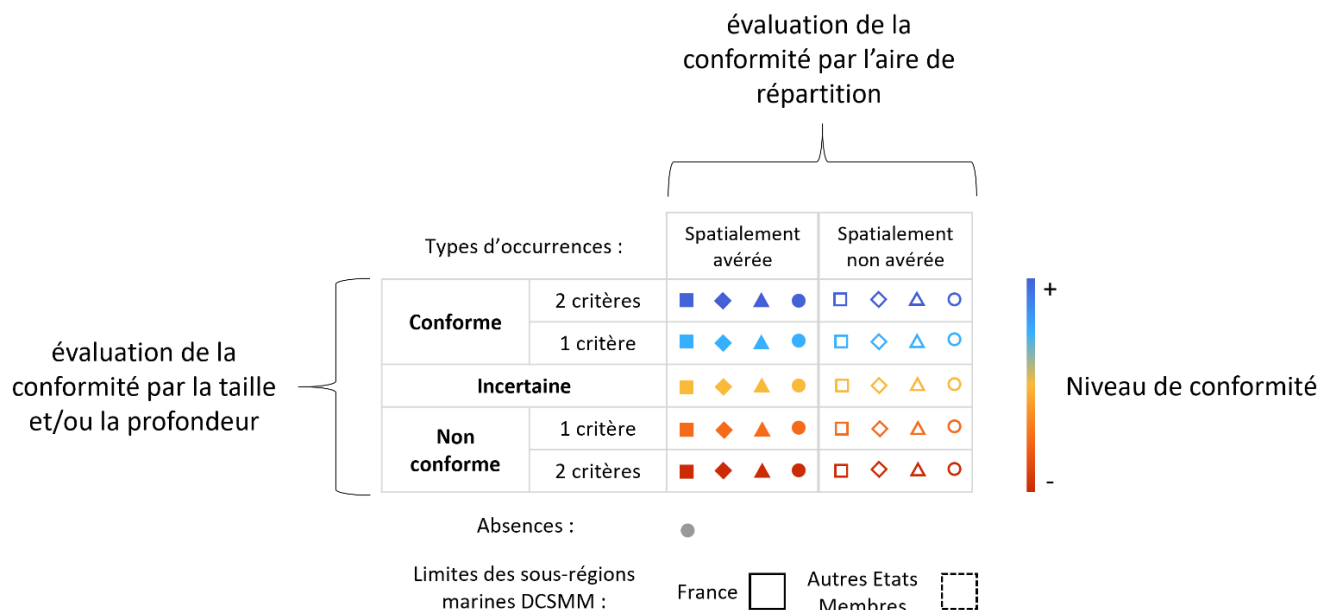 évaluation de la
conformité par l'aire de
répartition
Types d'occurrences :
Spatialement
avérée
Spatialement
non avérée
évaluation de la
conformité par la taille
et/ou la profondeur
Conforme
2 critères
1 critère
Incertaine
Non
conforme
1 critère
2 critères
+
Niveau de conformité
-
Absences :
Limites des sous-régions
marines DCSMM :
France
Autres Etats
Membres